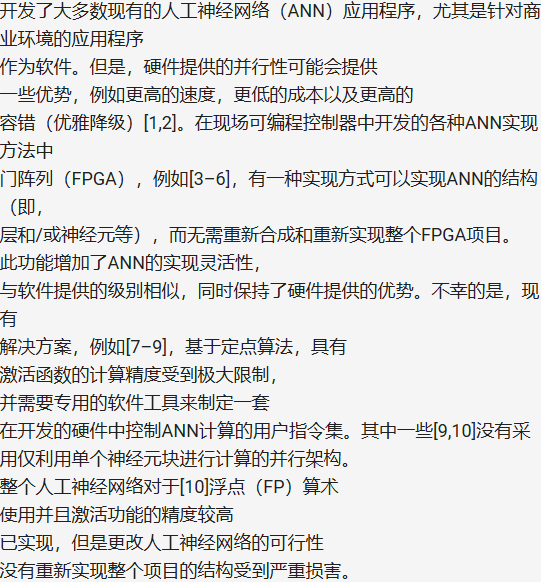 开发了大多数现有的人工神经网络（ANN）应用程序，尤其是针对商
业环境的应用程序
作为软件。但是，硬件提供的并行性可能会提供
一些优势，例如更高的速度，更低的成本以及更高的
容错（优雅降级）[1,2]。在现场可编程控制器中开发的各种ANN实现
方法中
门阵列（FPGA），例如[3–6]，有一种实现方式可以实现ANN的结构
（即，
层和/或神经元等），而无需重新合成和重新实现整个FPGA项目。
此功能增加了ANN的实现灵活性，
与软件提供的级别相似，同时保持了硬件提供的优势。不幸的是，现
有
解决方案，例如[7–9]，基于定点算法，具有
激活函数的计算精度受到极大限制，
并需要专用的软件工具来制定一套
在开发的硬件中控制ANN计算的用户指令集。其中一些[9,10]没有采
用仅利用单个神经元块进行计算的并行架构。
整个人工神经网络对于[10]浮点（FP）算术
使用并且激活功能的精度较高
已实现，但是更改人工神经网络的可行性
没有重新实现整个项目的结构受到严重损害。